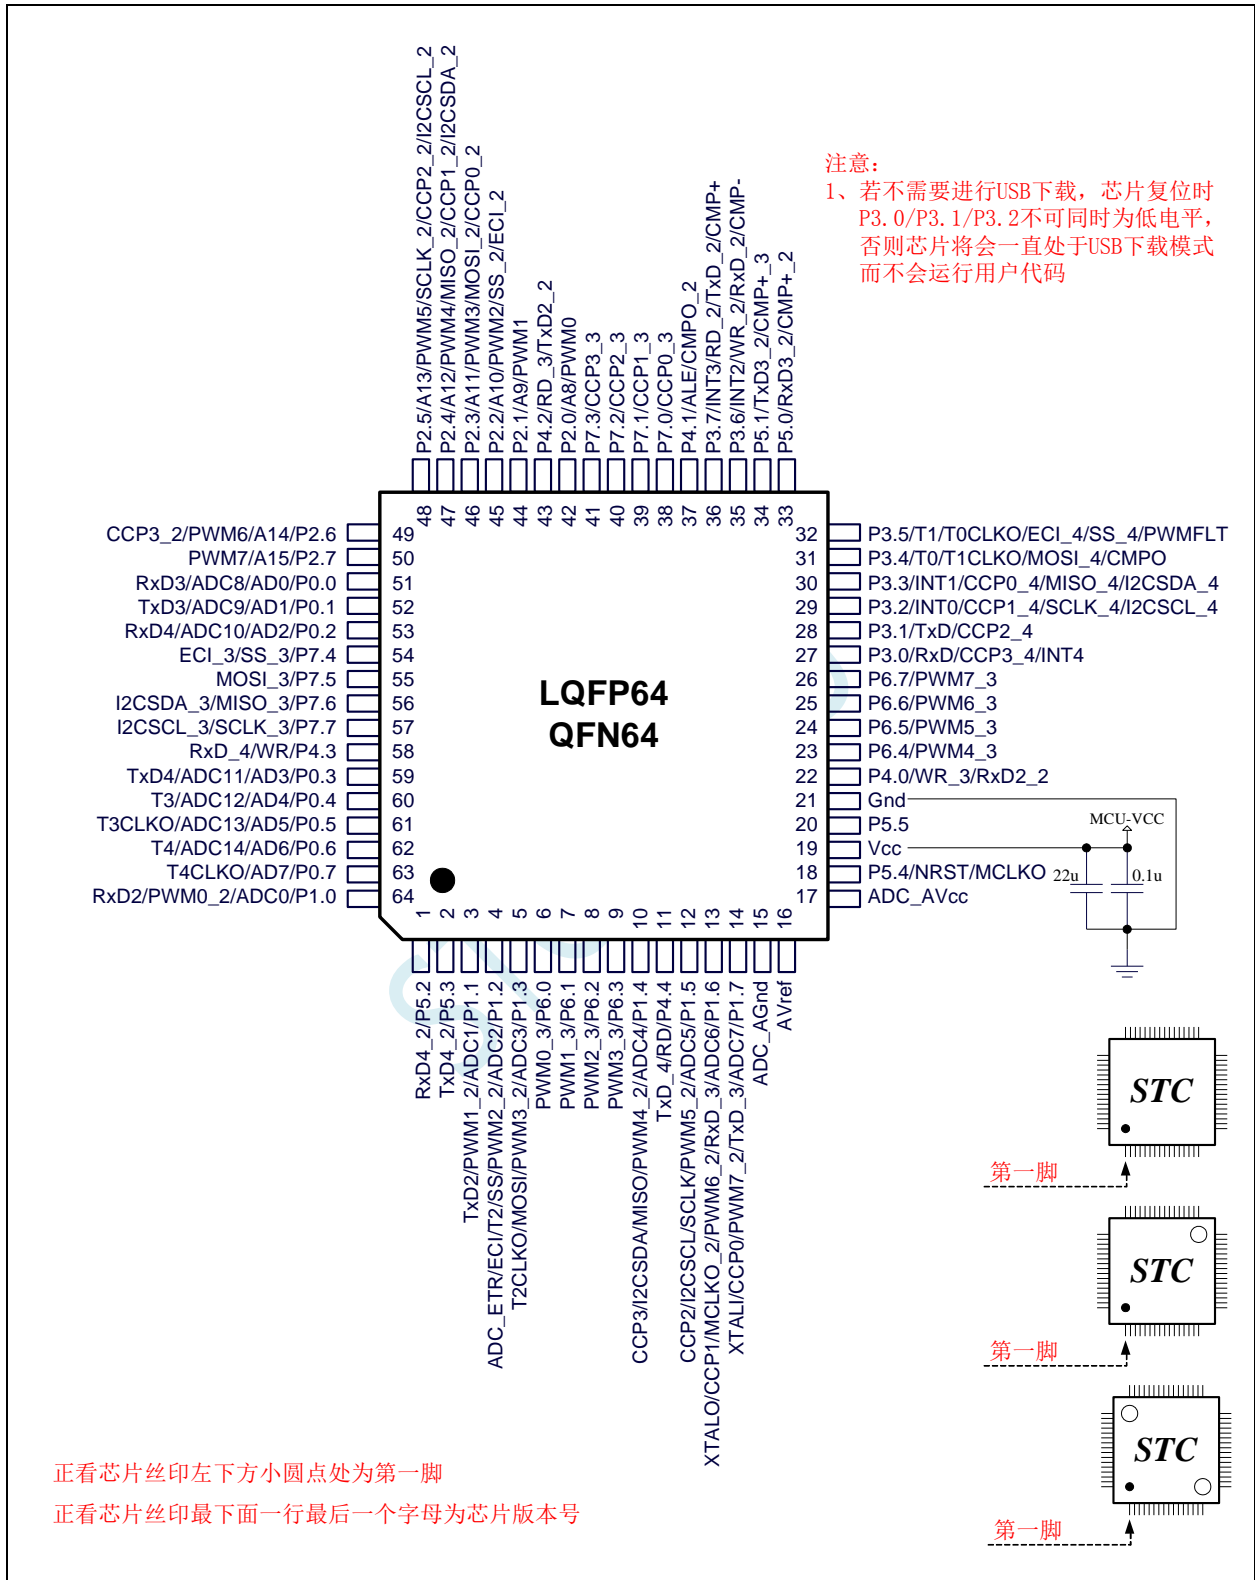 P2.5/A13/PWM5/SCLK_2/CCP2_2/I2CSCL_2
P2.4/A12/PWM4/MISO_2/CCP1_2/I2CSDA_2
P2.3/A11/PWM3/MOSI_2/CCP0_2
P2.2/A10/PWM2/SS_2/ECI_2
P2.1/A9/PWM1
P4.2/RD_3/TxD2_2
P2.0/A8/PWM0
P7.3/CCP3_3
P7.2/CCP2_3
P7.1/CCP1_3
P7.0/CCP0_3
P4.1/ALE/CMPO_2
P3.7/INT3/RD_2/TxD_2/CMP+
P3.6/INT2/WR_2/RxD_2/CMP-
P5.1/TxD3_2/CMP+_3
P5.0/RxD3_2/CMP+_2
注意:
1、若不需要进行USB下载，芯片复位时
P3.0/P3.1/P3.2不可同时为低电平，
否则芯片将会一直处于USB下载模式
而不会运行用户代码
48 47 46 45 44 43 42 41 40 39 38 37 36 35 34 33
CCP3_2/PWM6/A14/P2.6 49
PWM7/A15/P2.7 50
RxD3/ADC8/AD0/P0.0 51
TxD3/ADC9/AD1/P0.1 52
RxD4/ADC10/AD2/P0.2 53
ECI_3/SS_3/P7.4 54
MOSI_3/P7.5 55
I2CSDA_3/MISO_3/P7.6 56
I2CSCL_3/SCLK_3/P7.7 57
RxD_4/WR/P4.3 58
TxD4/ADC11/AD3/P0.3 59
T3/ADC12/AD4/P0.4 60
T3CLKO/ADC13/AD5/P0.5 61
T4/ADC14/AD6/P0.6 62
T4CLKO/AD7/P0.7 63
RxD2/PWM0_2/ADC0/P1.0 64
LQFP64
QFN64
32 P3.5/T1/T0CLKO/ECI_4/SS_4/PWMFLT
31 P3.4/T0/T1CLKO/MOSI_4/CMPO
30 P3.3/INT1/CCP0_4/MISO_4/I2CSDA_4
29 P3.2/INT0/CCP1_4/SCLK_4/I2CSCL_4
28 P3.1/TxD/CCP2_4
27 P3.0/RxD/CCP3_4/INT4
26 P6.7/PWM7_3
25 P6.6/PWM6_3
24 P6.5/PWM5_3
23 P6.4/PWM4_3
22 P4.0/WR_3/RxD2_2
21 Gnd
20 P5.5
19 Vcc
18 P5.4/NRST/MCLKO
17 ADC_AVcc
MCU-VCC
22u
0.1u
1 2 3 4 5 6 7 8 9 10 11 12 13 14 15 16
RxD4_2/P5.2
TxD4_2/P5.3
TxD2/PWM1_2/ADC1/P1.1
ADC_ETR/ECI/T2/SS/PWM2_2/ADC2/P1.2
T2CLKO/MOSI/PWM3_2/ADC3/P1.3
PWM0_3/P6.0
PWM1_3/P6.1
PWM2_3/P6.2
PWM3_3/P6.3
CCP3/I2CSDA/MISO/PWM4_2/ADC4/P1.4
TxD_4/RD/P4.4
CCP2/I2CSCL/SCLK/PWM5_2/ADC5/P1.5
XTALO/CCP1/MCLKO_2/PWM6_2/RxD_3/ADC6/P1.6
XTALI/CCP0/PWM7_2/TxD_3/ADC7/P1.7
ADC_AGnd
AVref
STC
第一脚
STC
第一脚
STC
第一脚
正看芯片丝印左下方小圆点处为第一脚
正看芯片丝印最下面一行最后一个字母为芯片版本号